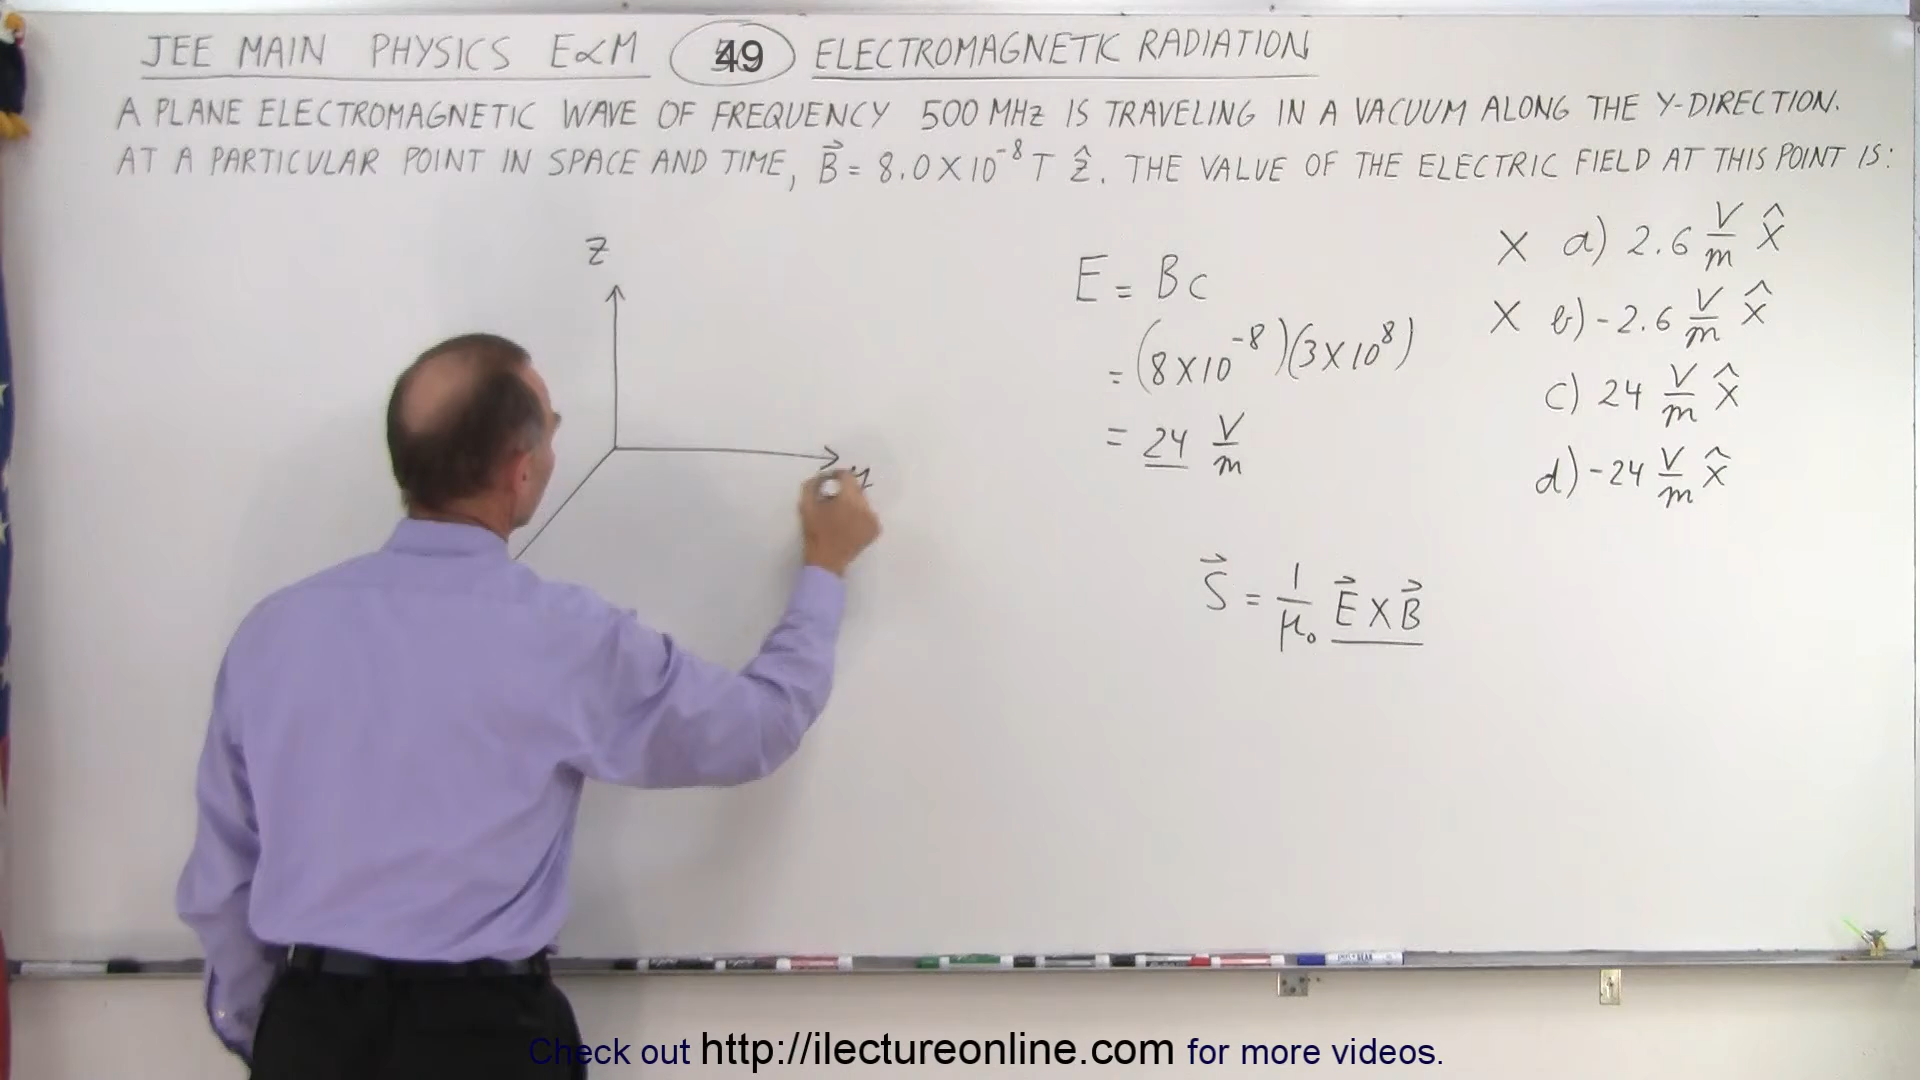 JEE MAIN PHYSICS E&M 49 ELECTROMAGNETIC RADIATION
A PLANE ELECTROMAGNETIC WAVE OF FREQUENCY 500 MHz IS TRAVELING IN A VACUUM ALONG THE Y-DIRECTION.
AT A PARTICULAR POINT IN SPACE AND TIME, B⃗ = 8.0 X 10⁻⁸ T ẑ. THE VALUE OF THE ELECTRIC FIELD AT THIS POINT IS:
X a) 2.6 V/m x̂
X b) -2.6 V/m x̂
c) 24 V/m x̂
d) -24 V/m x̂
E = Bc
= (8 X 10⁻⁸)(3 X 10⁸)
= 24 V/m
S⃗ = 1/μ₀ E⃗ X B⃗
z
y
Check out http://ilectureonline.com for more videos.